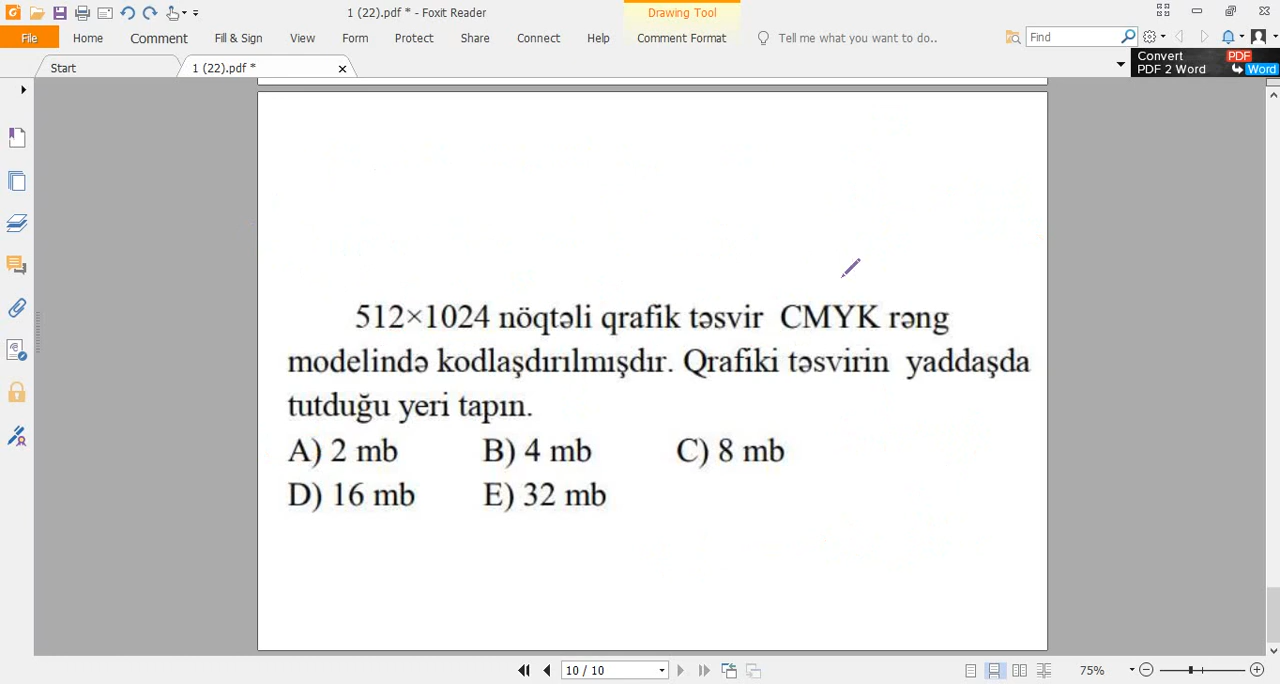 1 (22).pdf * - Foxit Reader
Drawing Tool
File Home Comment Fill & Sign View Form Protect Share Connect Help Comment Format Tell me what you want to do.. Find
Start 1 (22).pdf *
Convert PDF
PDF 2 Word Word
512×1024 nöqtəli qrafik təsvir CMYK rəng
modelində kodlaşdırılmışdır. Qrafiki təsvirin yaddaşda
tutduğu yeri tapın.
A) 2 mb B) 4 mb C) 8 mb
D) 16 mb E) 32 mb
10 / 10 75%